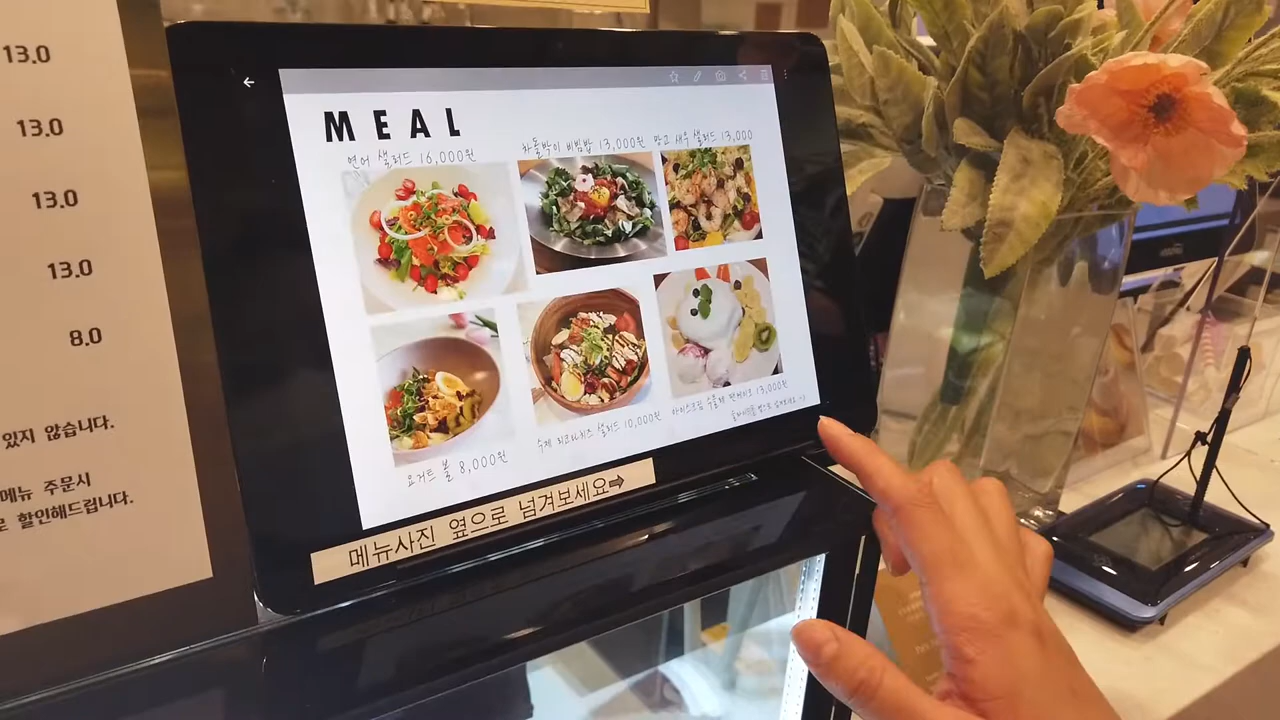 13.0
13.0
13.0
13.0
8.0
있지 않습니다.
메뉴 주문시
로 할인해드립니다.
MEAL
연어 샐러드 16,000원
차돌박이 비빔밥 13,000원
망고 새우 샐러드 13,000
요거트 볼 8,000원
수제 리코타치즈 샐러드 10,000원
아이스크림 수플레 팬케이크 13,000원
메뉴사진 옆으로 넘겨보세요⇨